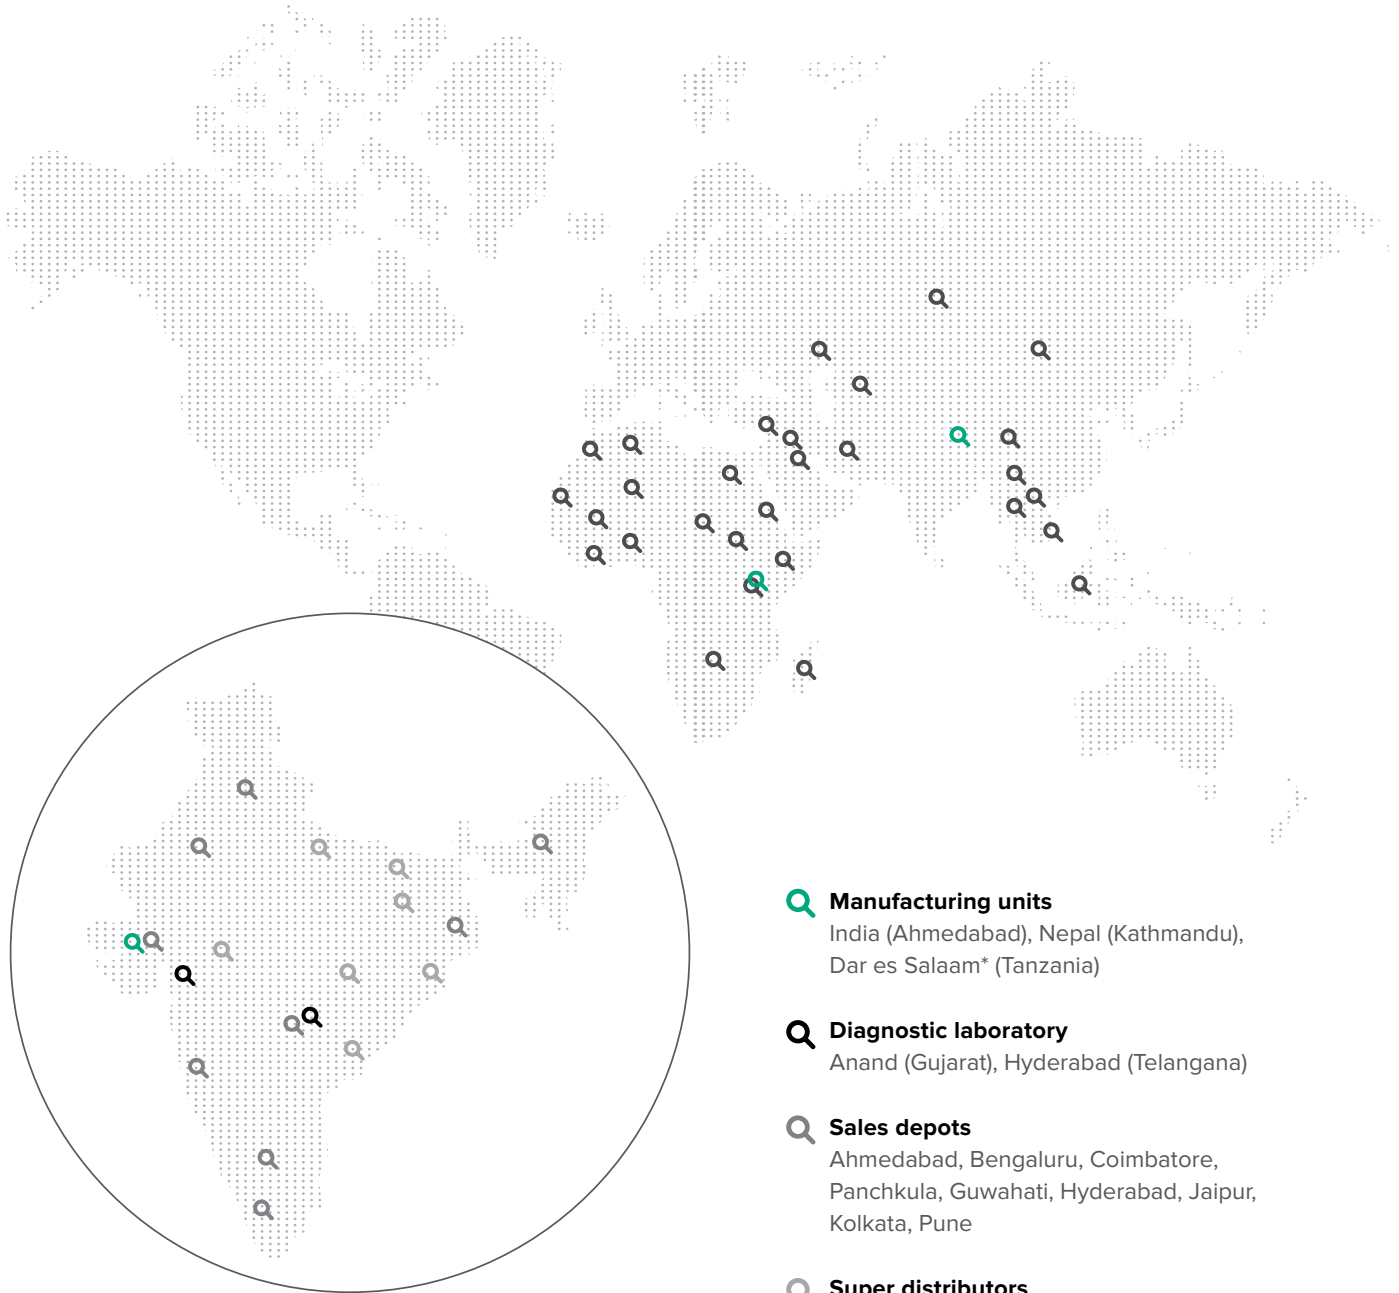 Manufacturing units
India (Ahmedabad), Nepal (Kathmandu),
Dar es Salaam* (Tanzania)
Diagnostic laboratory
Anand (Gujarat), Hyderabad (Telangana)
Sales depots
Ahmedabad, Bengaluru, Coimbatore,
Panchkula, Guwahati, Hyderabad, Jaipur,
Kolkata, Pune
Super distributors